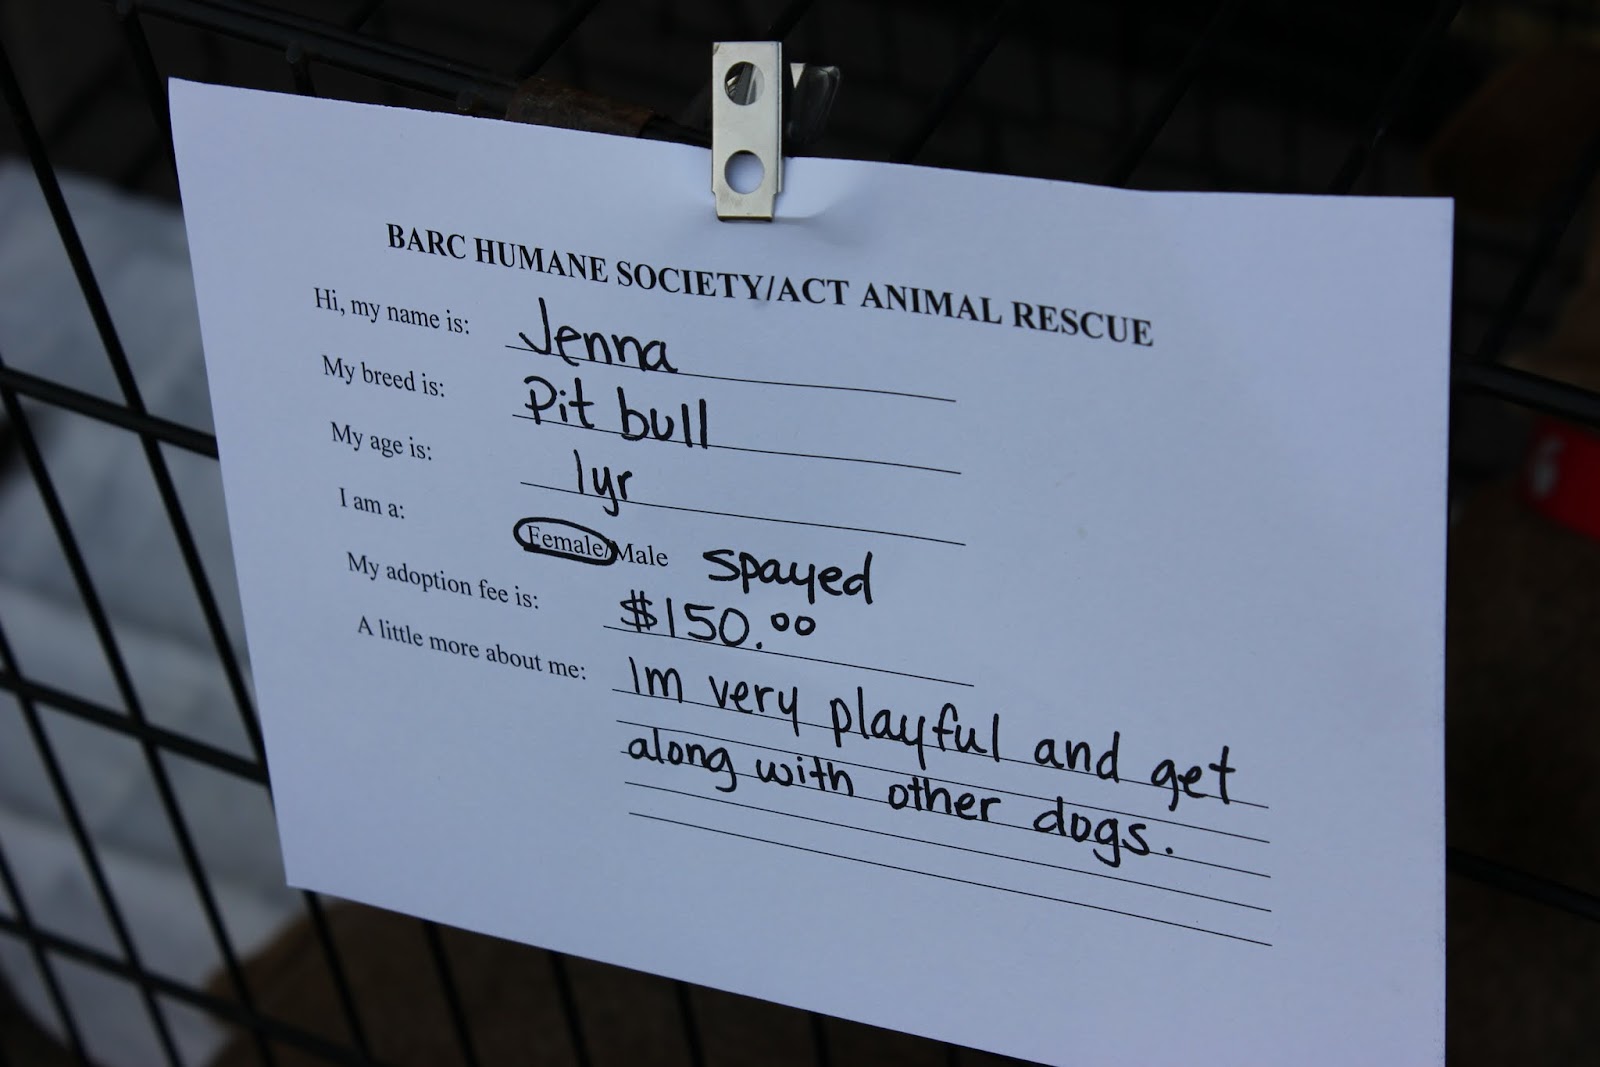 BARC HUMANE SOCIETY/ACT ANIMAL RESCUE
Hi, my name is: Jenna
My breed is: Pit bull
My age is: 1yr
I am a: Female/Male spayed
My adoption fee is: $150.00
A little more about me: Im very playful and get
along with other dogs.